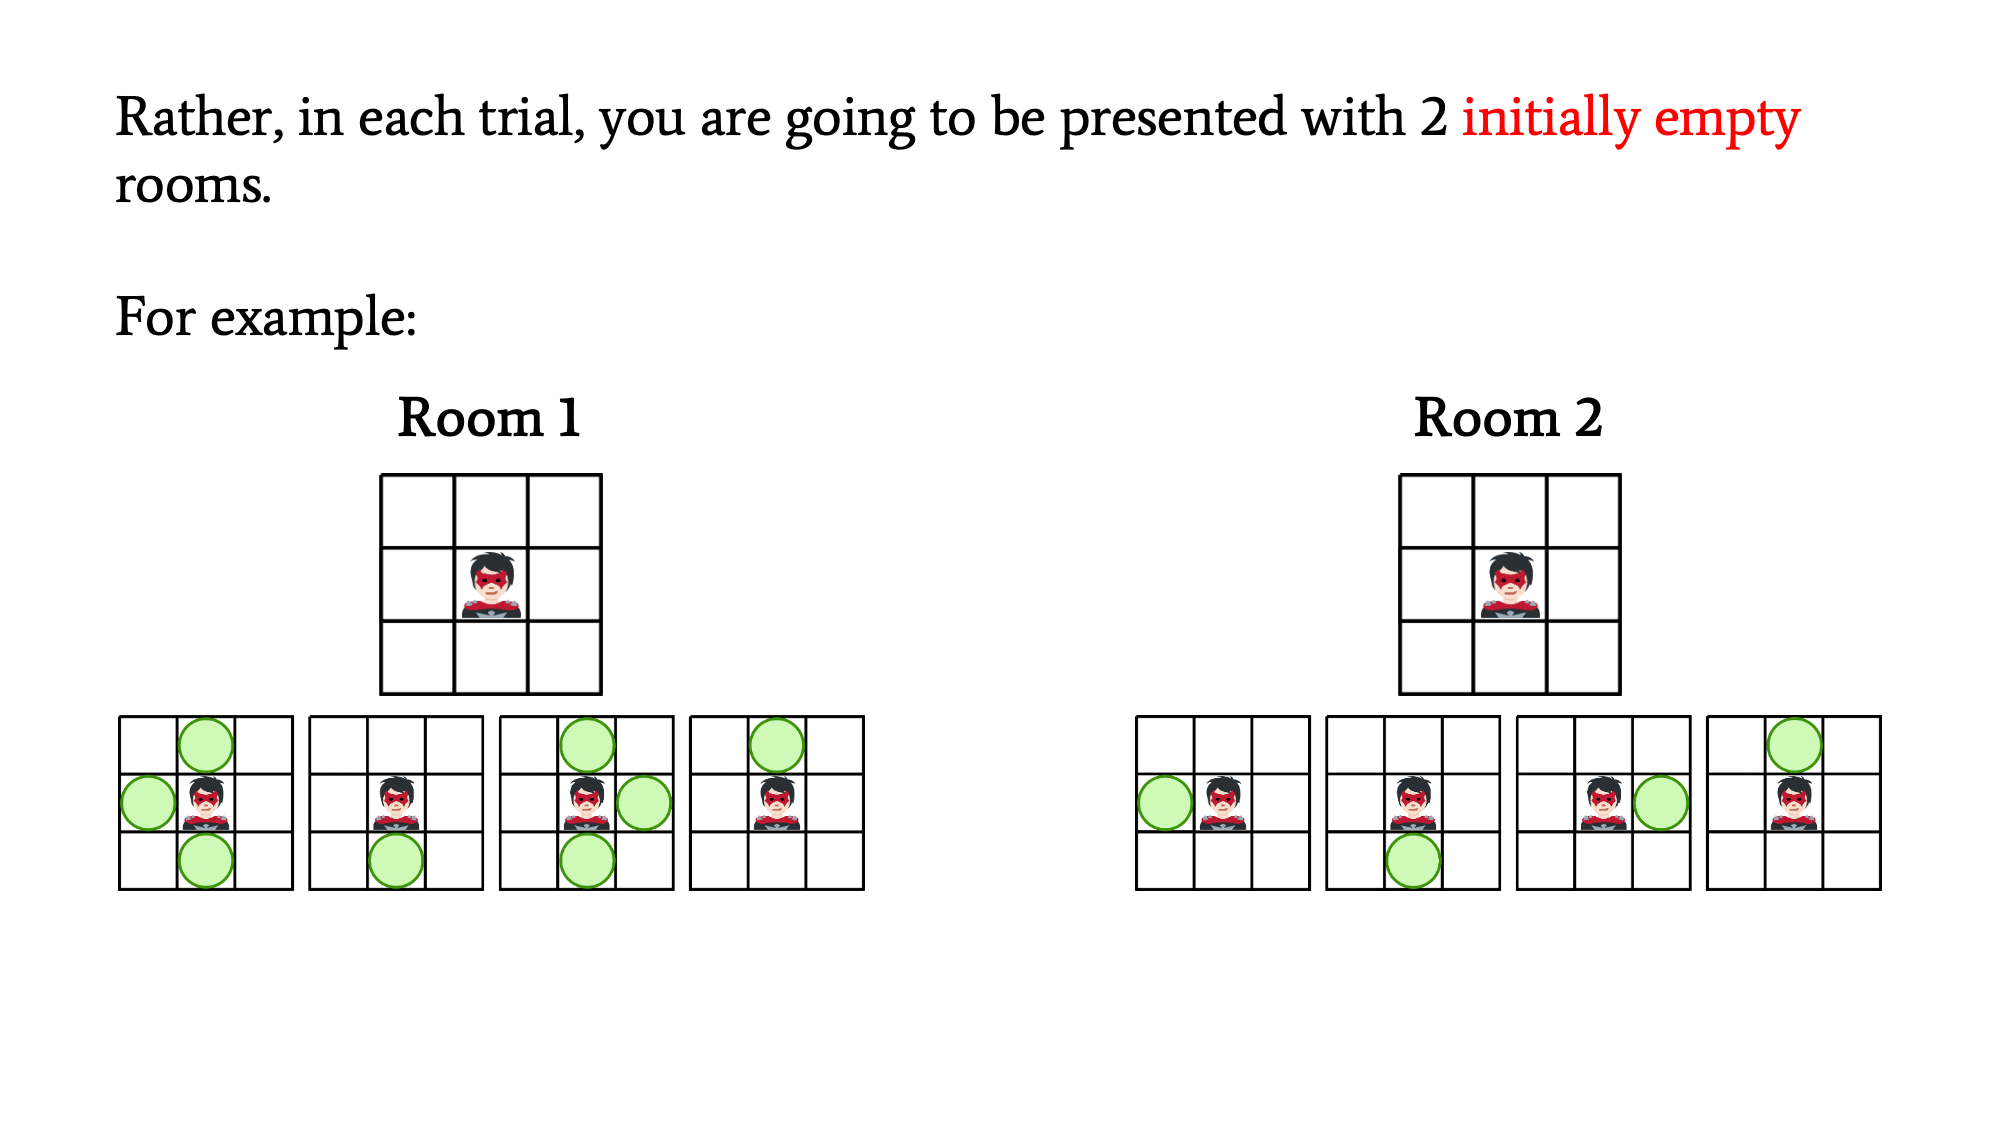 Rather, in each trial, you are going to be presented with 2 initially empty
rooms.
For example:
Room 1
Room 2